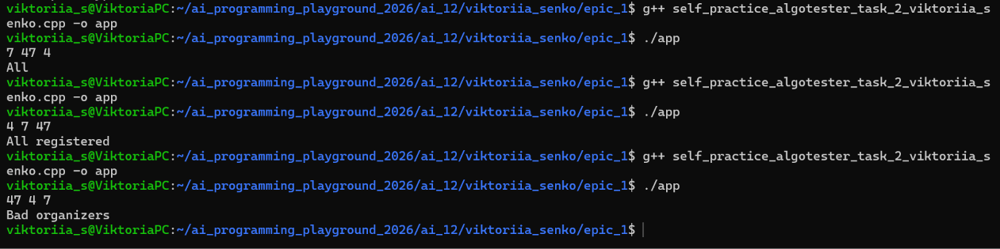 viktoriia_s@ViktoriaPC:~/ai_programming_playground_2026/ai_12/viktoriia_senko/epic_1$ g++ self_practice_algotester_task_2_viktoriia_s
enko.cpp -o app
viktoriia_s@ViktoriaPC:~/ai_programming_playground_2026/ai_12/viktoriia_senko/epic_1$ ./app
7 47 4
All
viktoriia_s@ViktoriaPC:~/ai_programming_playground_2026/ai_12/viktoriia_senko/epic_1$ g++ self_practice_algotester_task_2_viktoriia_s
enko.cpp -o app
viktoriia_s@ViktoriaPC:~/ai_programming_playground_2026/ai_12/viktoriia_senko/epic_1$ ./app
4 7 47
All registered
viktoriia_s@ViktoriaPC:~/ai_programming_playground_2026/ai_12/viktoriia_senko/epic_1$ g++ self_practice_algotester_task_2_viktoriia_s
enko.cpp -o app
viktoriia_s@ViktoriaPC:~/ai_programming_playground_2026/ai_12/viktoriia_senko/epic_1$ ./app
47 4 7
Bad organizers
viktoriia_s@ViktoriaPC:~/ai_programming_playground_2026/ai_12/viktoriia_senko/epic_1$